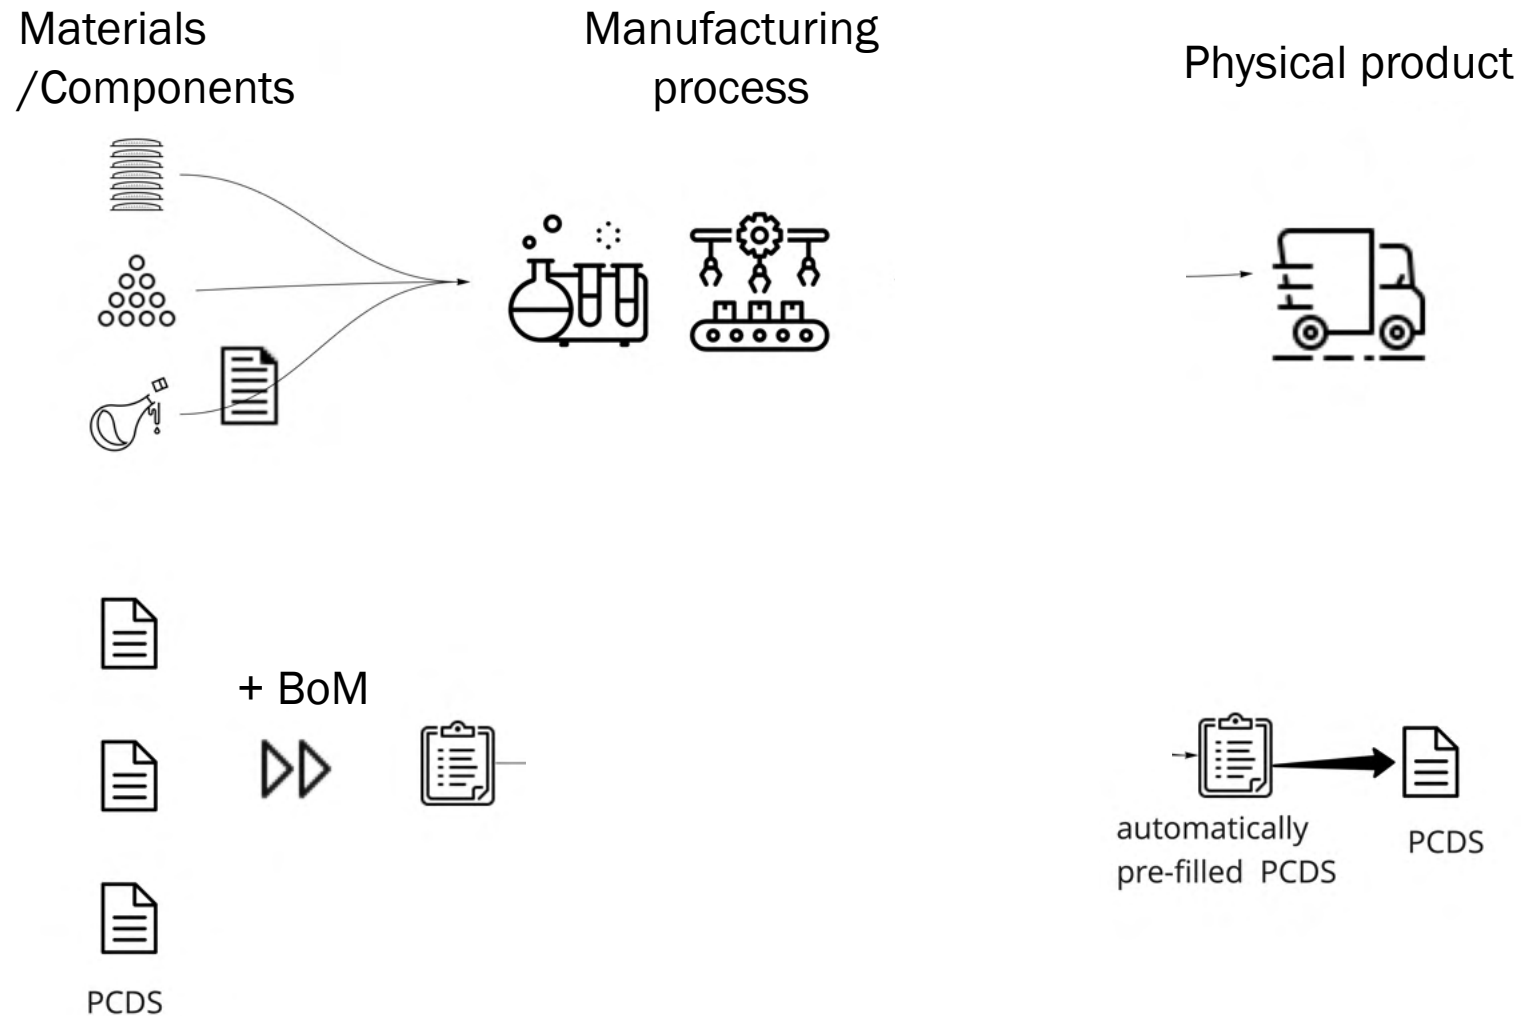 Materials
/Components
Manufacturing
process
Physical product
+ BoM
automatically
pre-filled PCDS
PCDS
PCDS